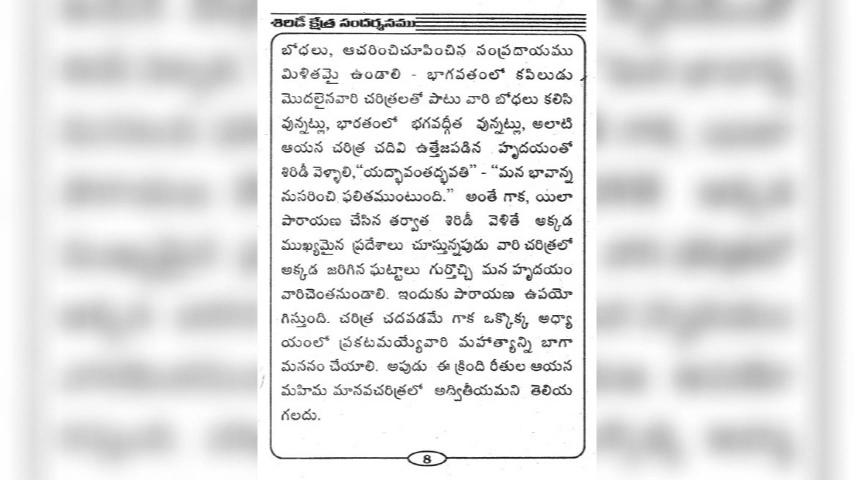 శిరిడీ క్షేత్ర సందర్శనము
బోధలు, ఆచరించిచూపించిన సంప్రదాయము
మిళితమై ఉండాలి - భాగవతంలో కపిలుడు
మొదలైనవారి చరిత్రలతో పాటు వారి బోధలు కలిసి
వున్నట్లు, భారతంలో భగవద్గీత వున్నట్లు, అలాటి
ఆయన చరిత్ర చదివి ఉత్తేజపడిన హృదయంతో
శిరిడీ వెళ్ళాలి,“యద్భావంతద్భవతి” - “మన భావాన్న
నుసరించి ఫలితముంటుంది.” అంతే గాక, యిలా
పారాయణ చేసిన తర్వాత శిరిడీ వెళితే అక్కడ
ముఖ్యమైన ప్రదేశాలు చూస్తున్నపుడు వారి చరిత్రలో
అక్కడ జరిగిన ఘట్టాలు గుర్తొచ్చి మన హృదయం
వారిచెంతనుండాలి. ఇందుకు పారాయణ ఉపయో
గిస్తుంది. చరిత్ర చదవడమే గాక ఒక్కొక్క అధ్యా
యంలో ప్రకటమయ్యేవారి మహాత్యాన్ని బాగా
మననం చేయాలి. అపుడు ఈ క్రింది రీతుల ఆయన
మహిమ మానవచరిత్రలో అద్వితీయమని తెలియ
గలదు.
8